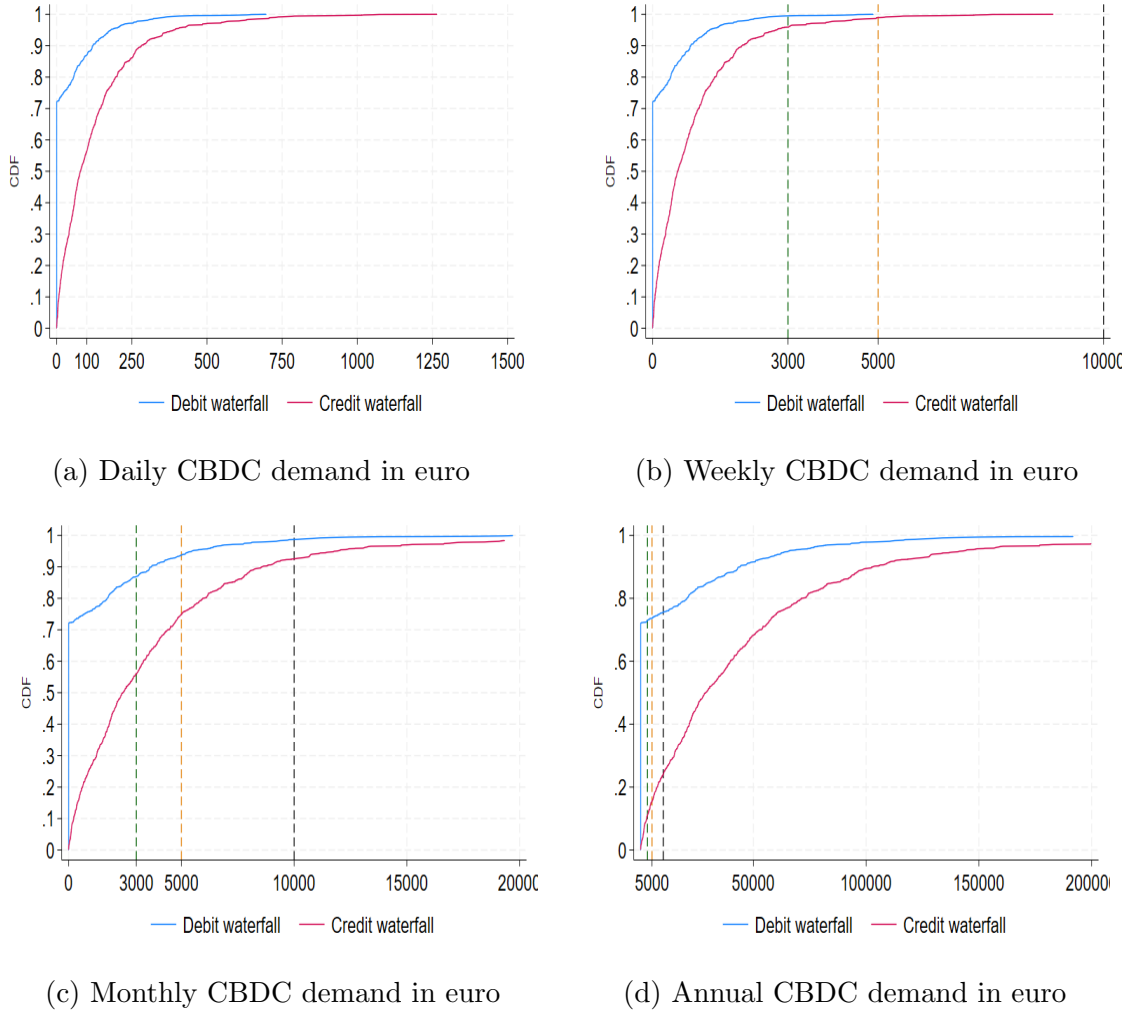 1
.9
.8
.7
.6
.5
.4
.3
.2
.1
0
CDF
0 100 250 500 750 1000 1250 1500
Debit waterfall Credit waterfall
(a) Daily CBDC demand in euro
1
.9
.8
.7
.6
.5
.4
.3
.2
.1
0
CDF
0 3000 5000 10000
Debit waterfall Credit waterfall
(b) Weekly CBDC demand in euro
1
.9
.8
.7
.6
.5
.4
.3
.2
.1
0
CDF
0 3000 5000 10000 15000 20000
Debit waterfall Credit waterfall
(c) Monthly CBDC demand in euro
1
.9
.8
.7
.6
.5
.4
.3
.2
.1
0
CDF
5000 50000 100000 150000 200000
Debit waterfall Credit waterfall
(d) Annual CBDC demand in euro